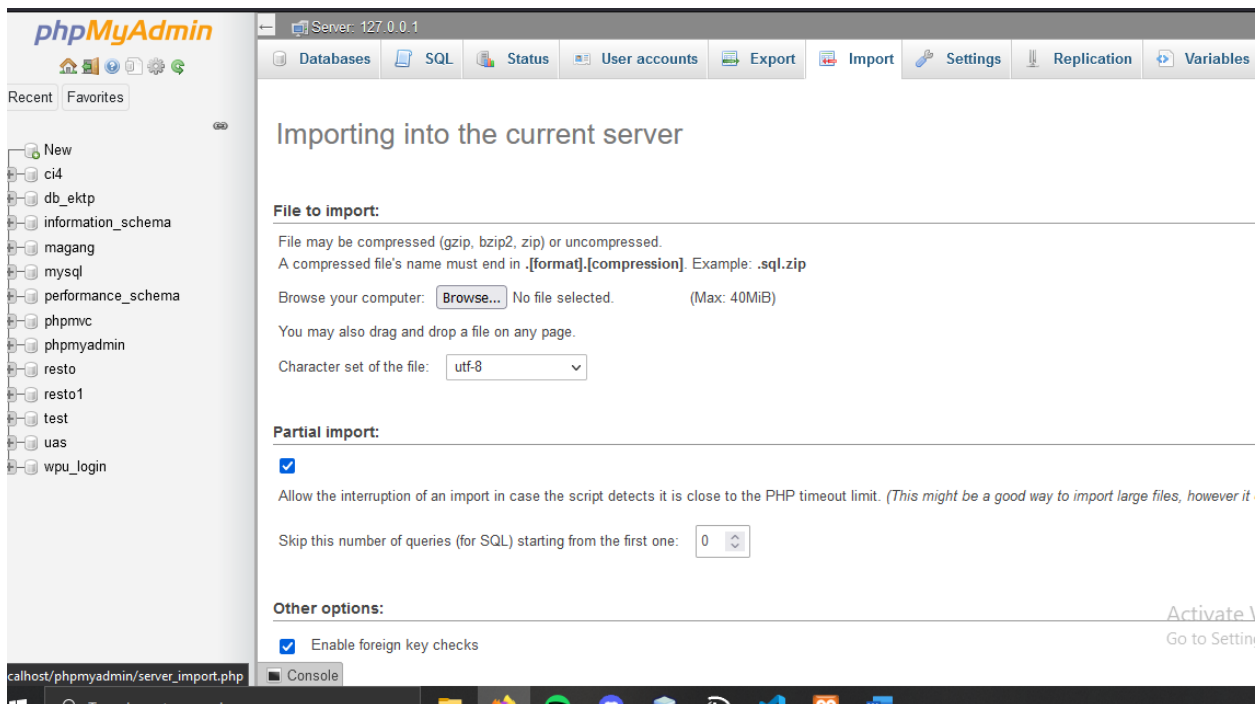 phpMyAdmin
Recent Favorites
New
ci4
db_ektp
information_schema
magang
mysql
performance_schema
phpmvc
phpmyadmin
resto
resto1
test
uas
wpu_login
calhost/phpmyadmin/server_import.php
Server: 127.0.0.1
Databases SQL Status User accounts Export Import Settings Replication Variables
Importing into the current server
File to import:
File may be compressed (gzip, bzip2, zip) or uncompressed.
A compressed file's name must end in .[format].[compression]. Example: .sql.zip
Browse your computer: Browse... No file selected. (Max: 40MiB)
You may also drag and drop a file on any page.
Character set of the file: utf-8
Partial import:
Allow the interruption of an import in case the script detects it is close to the PHP timeout limit. (This might be a good way to import large files, however it
Skip this number of queries (for SQL) starting from the first one: 0
Other options:
Enable foreign key checks
Console
Activate
Go to Setting